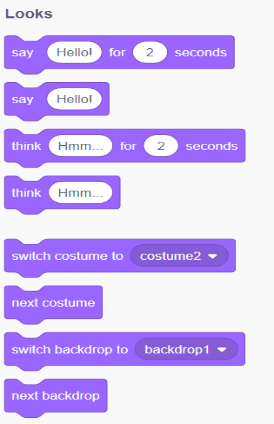 Looks
say Hello! for 2 seconds
say Hello!
think Hmm... for 2 seconds
think Hmm...
switch costume to costume2
next costume
switch backdrop to backdrop1
next backdrop